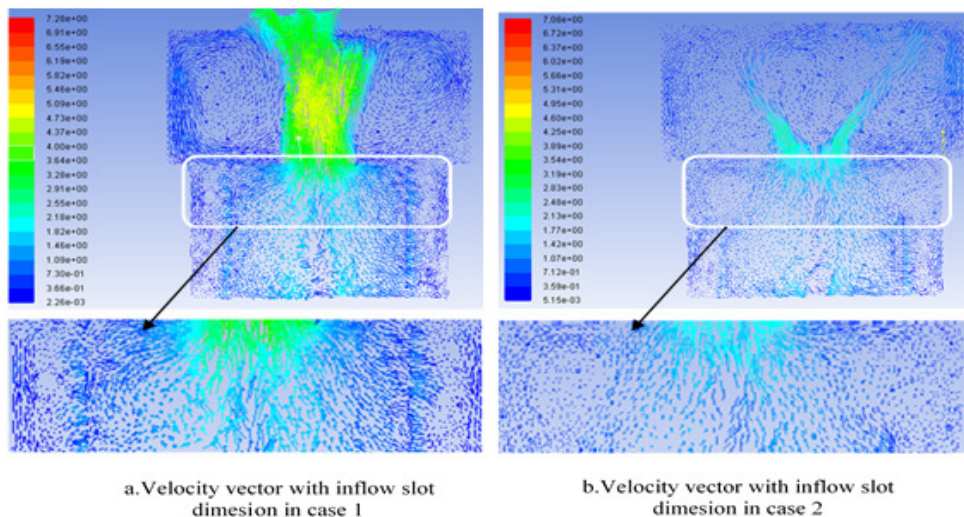 7.28e+00
6.91e+00
6.55e+00
6.19e+00
5.82e+00
5.46e+00
5.09e+00
4.73e+00
4.37e+00
4.00e+00
3.64e+00
3.28e+00
2.91e+00
2.55e+00
2.18e+00
1.82e+00
1.46e+00
1.09e+00
7.30e-01
3.66e-01
2.26e-03
7.08e+00
6.72e+00
6.37e+00
6.02e+00
5.66e+00
5.31e+00
4.95e+00
4.60e+00
4.25e+00
3.89e+00
3.54e+00
3.19e+00
2.83e+00
2.48e+00
2.13e+00
1.77e+00
1.42e+00
1.07e+00
7.12e-01
3.59e-01
5.15e-03
a.Velocity vector with inflow slot
dimesion in case 1
b.Velocity vector with inflow slot
dimesion in case 2